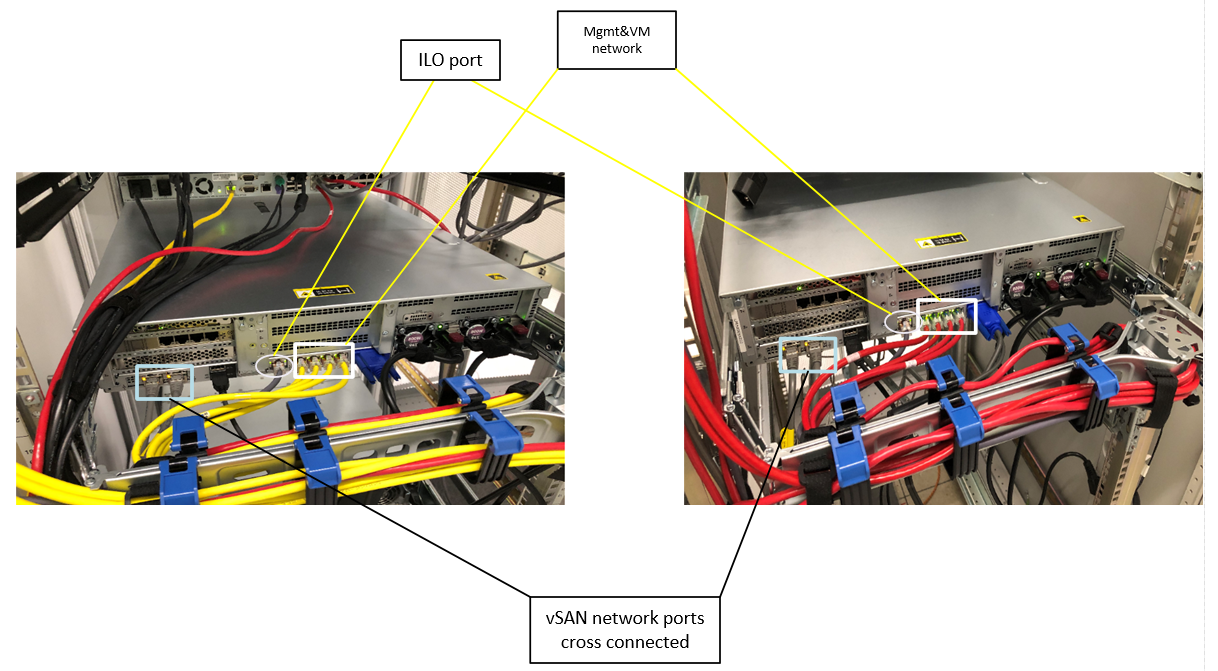 Mgmt&VM
network
ILO port
vSAN network ports
cross connected